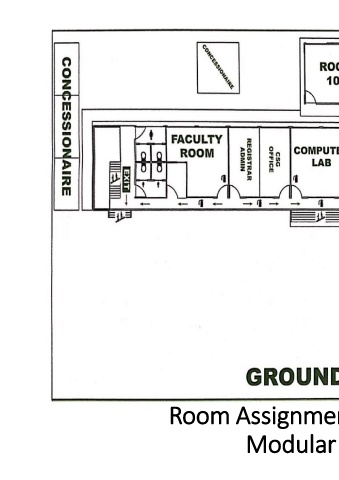 CONCESSIONAIRE
CONCESSIONAIRE
ROO
10
FACULTY
ROOM
REGISTRAR
ADMIN
CSG
OFFICE
COMPUTE
LAB
EXIT
GROUND
Room Assignmen
Modular